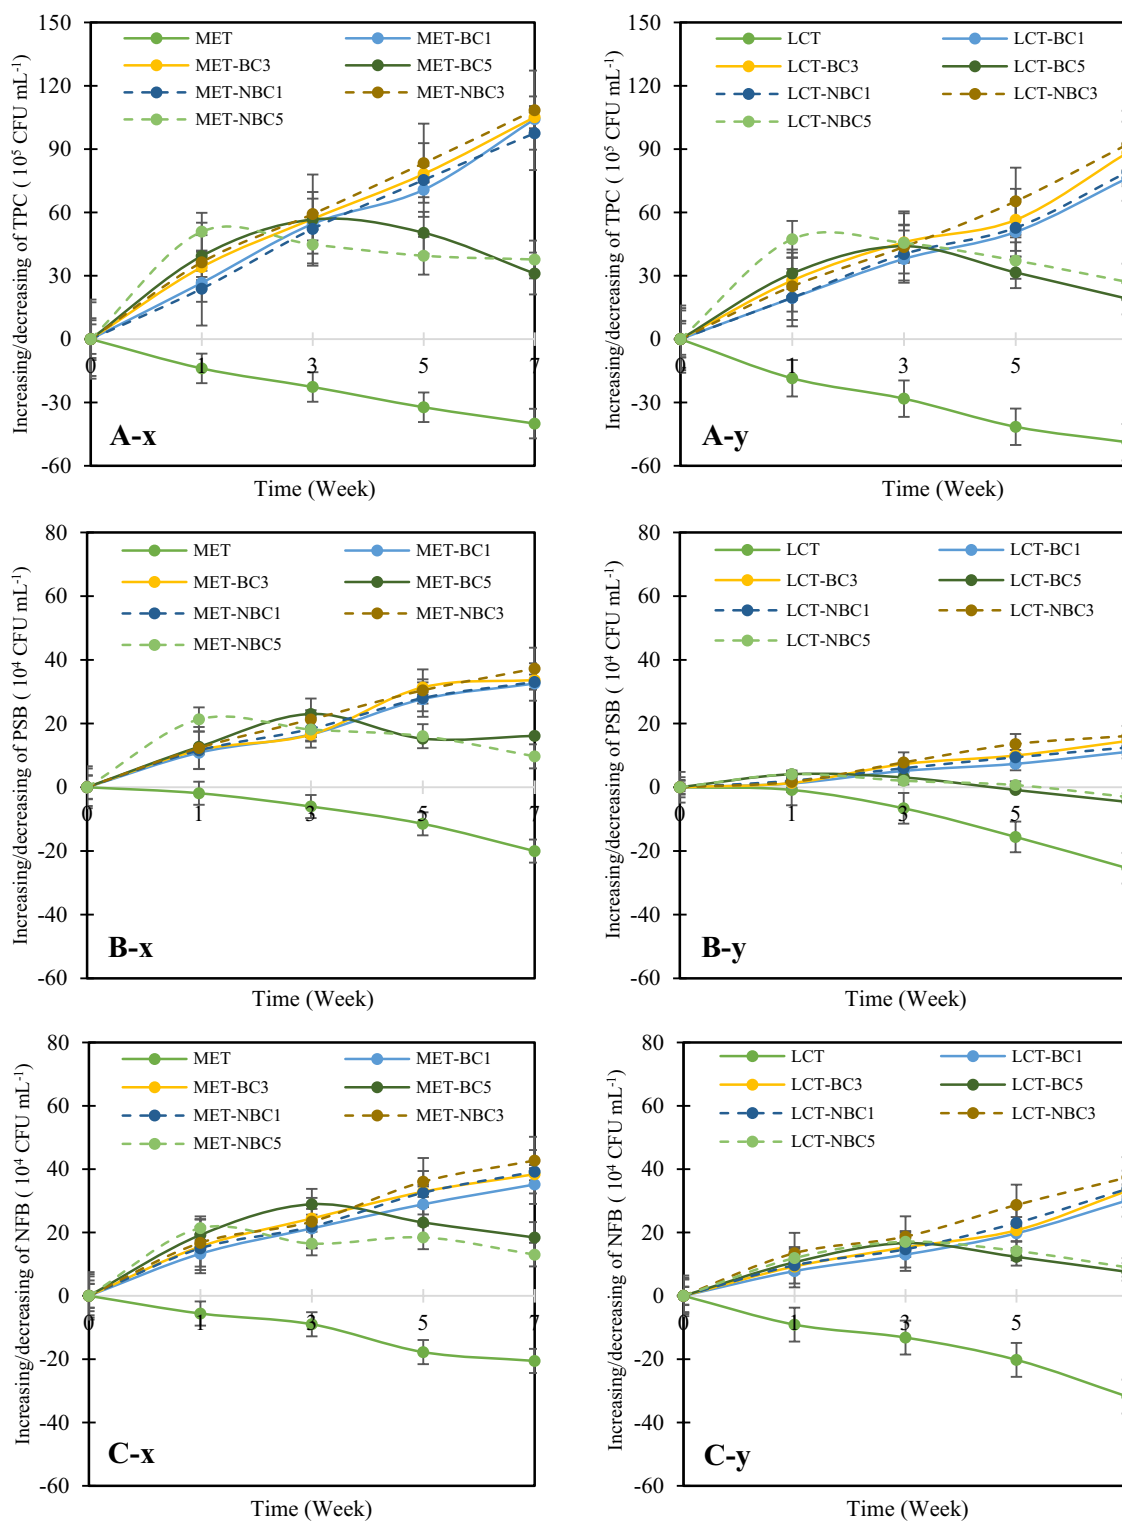 Increasing/decreasing of TPC ( 10⁵ CFU mL⁻¹)
150
120
90
60
30
0
-30
-60
MET
MET-BC1
MET-BC3
MET-BC5
MET-NBC1
MET-NBC3
MET-NBC5
0 1 3 5 7
A-x
Time (Week)
Increasing/decreasing of TPC ( 10⁵ CFU mL⁻¹)
150
120
90
60
30
0
-30
-60
LCT
LCT-BC1
LCT-BC3
LCT-BC5
LCT-NBC1
LCT-NBC3
LCT-NBC5
0 1 3 5
A-y
Time (Week)
Increasing/decreasing of PSB ( 10⁴ CFU mL⁻¹)
80
60
40
20
0
-20
-40
-60
MET
MET-BC1
MET-BC3
MET-BC5
MET-NBC1
MET-NBC3
MET-NBC5
0 1 3 5 7
B-x
Time (Week)
Increasing/decreasing of PSB ( 10⁴ CFU mL⁻¹)
80
60
40
20
0
-20
-40
-60
LCT
LCT-BC1
LCT-BC3
LCT-BC5
LCT-NBC1
LCT-NBC3
LCT-NBC5
0 1 3 5
B-y
Time (Week)
Increasing/decreasing of NFB ( 10⁴ CFU mL⁻¹)
80
60
40
20
0
-20
-40
-60
MET
MET-BC1
MET-BC3
MET-BC5
MET-NBC1
MET-NBC3
MET-NBC5
0 1 3 5 7
C-x
Time (Week)
Increasing/decreasing of NFB ( 10⁴ CFU mL⁻¹)
80
60
40
20
0
-20
-40
-60
LCT
LCT-BC1
LCT-BC3
LCT-BC5
LCT-NBC1
LCT-NBC3
LCT-NBC5
0 1 3 5
C-y
Time (Week)